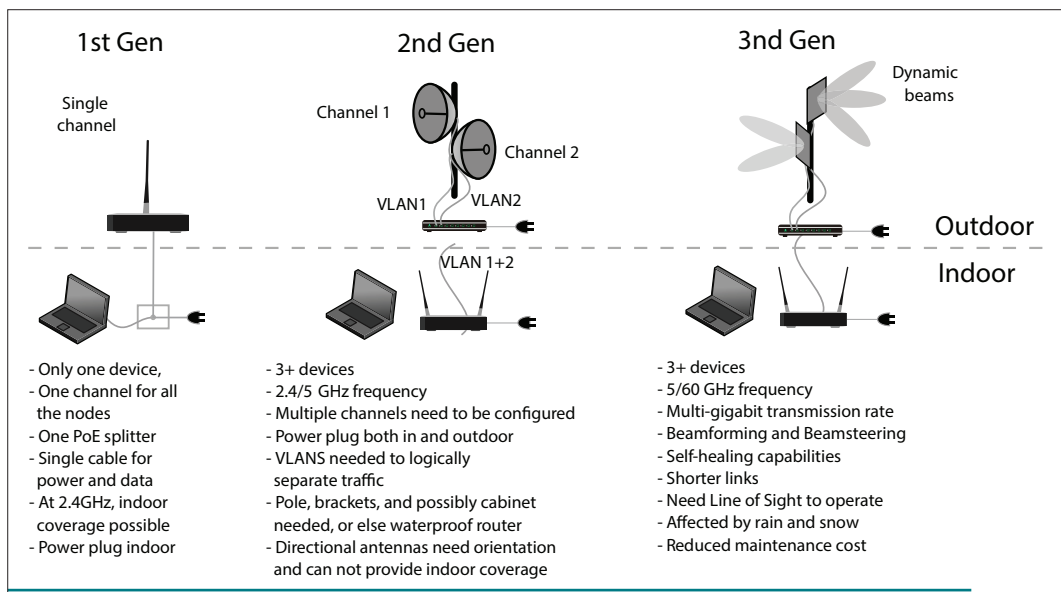 1st Gen
2nd Gen
3nd Gen
Single
channel
Channel 1
Channel 2
VLAN1
VLAN2
Dynamic
beams
Outdoor
Indoor
VLAN 1+2
- Only one device,
- One channel for all
the nodes
- One PoE splitter
- Single cable for
power and data
- At 2.4GHz, indoor
coverage possible
- Power plug indoor
- 3+ devices
- 2.4/5 GHz frequency
- Multiple channels need to be configured
- Power plug both in and outdoor
- VLANS needed to logically
separate traffic
- Pole, brackets, and possibly cabinet
needed, or else waterproof router
- Directional antennas need orientation
and can not provide indoor coverage
- 3+ devices
- 5/60 GHz frequency
- Multi-gigabit transmission rate
- Beamforming and Beamsteering
- Self-healing capabilities
- Shorter links
- Need Line of Sight to operate
- Affected by rain and snow
- Reduced maintenance cost